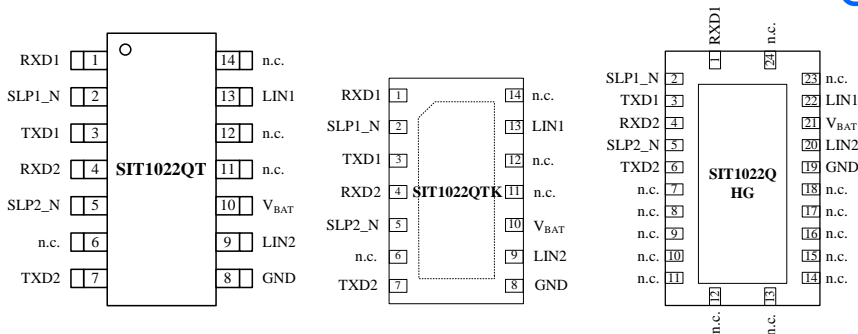 RXD1 1 14 n.c.
SLP1_N 2 13 LIN1
TXD1 3 12 n.c.
RXD2 4 SIT1022QT 11 n.c.
SLP2_N 5 10 VBAT
n.c. 6 9 LIN2
TXD2 7 8 GND
RXD1 1 14 n.c.
SLP1_N 2 13 LIN1
TXD1 3 12 n.c.
RXD2 4 SIT1022QTK 11 n.c.
SLP2_N 5 10 VBAT
n.c. 6 9 LIN2
TXD2 7 8 GND
RXD1 n.c.
1 24
SLP1_N 2 23 n.c.
TXD1 3 22 LIN1
RXD2 4 21 VBAT
SLP2_N 5 20 LIN2
TXD2 6 19 GND
SIT1022Q
n.c. 7 18 n.c.
HG
n.c. 8 17 n.c.
n.c. 9 16 n.c.
n.c. 10 15 n.c.
n.c. 11 14 n.c.
12 13
n.c. n.c.